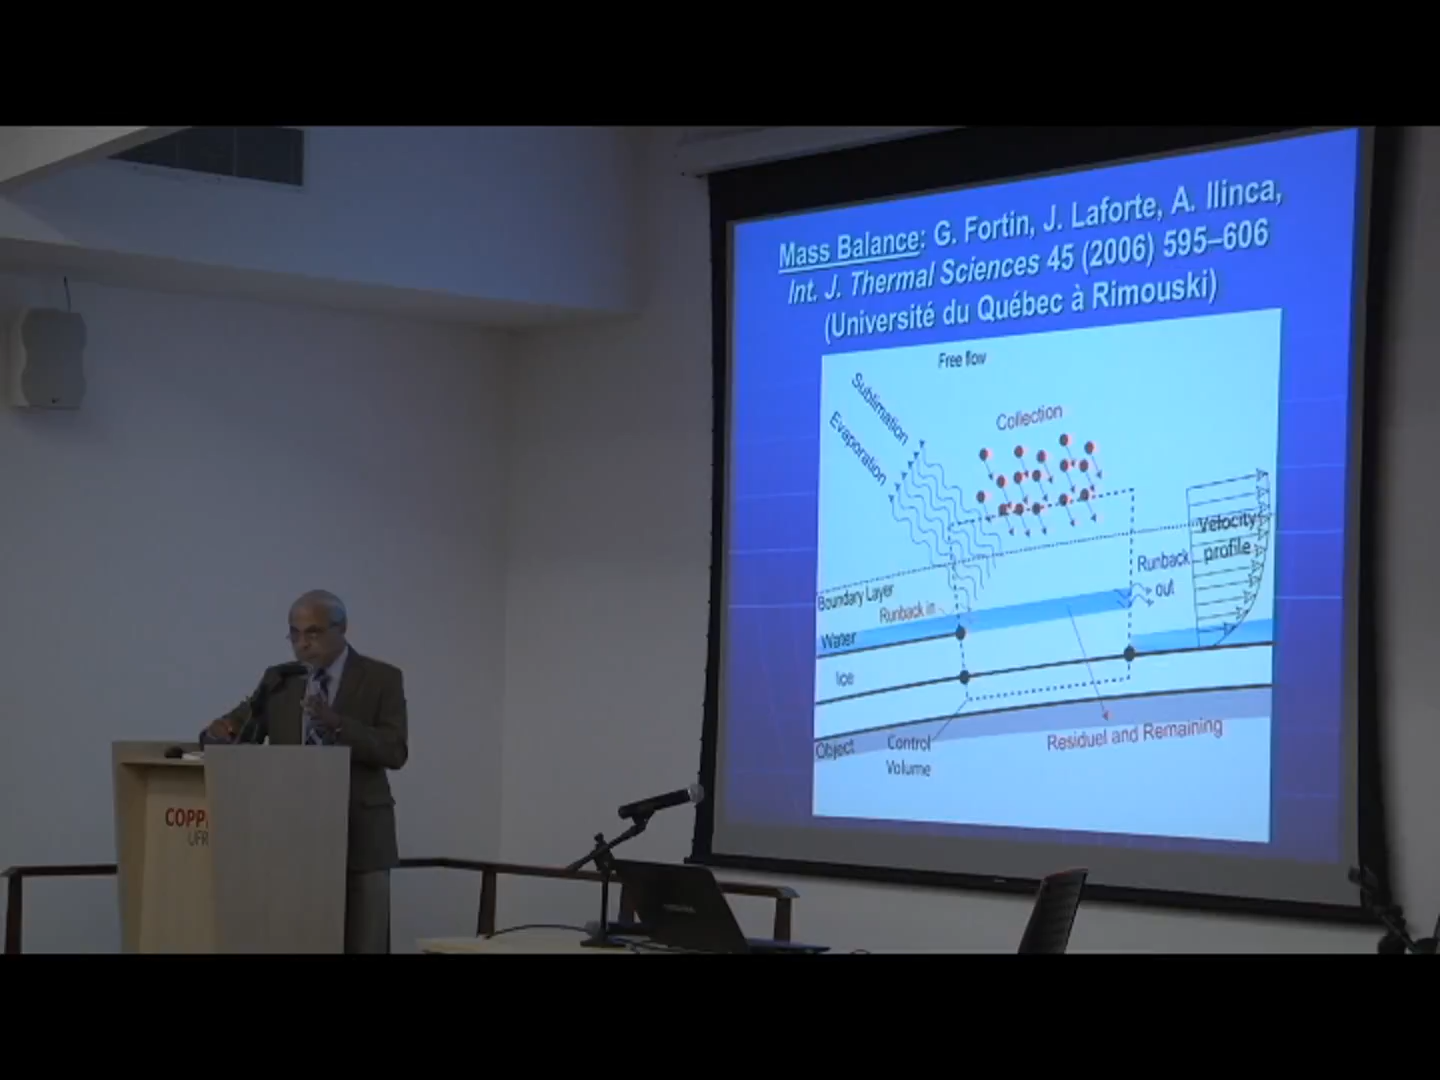 Mass Balance: G. Fortin, J. Laforte, A. Ilinca,
Int. J. Thermal Sciences 45 (2006) 595–606
(Université du Québec à Rimouski)
Free flow
Sublimation
Evaporation
Collection
Velocity
profile
Runback
out
Boundary Layer
Runback in
Water
Ice
Object
Control
Volume
Residuel and Remaining
COPP
UFR